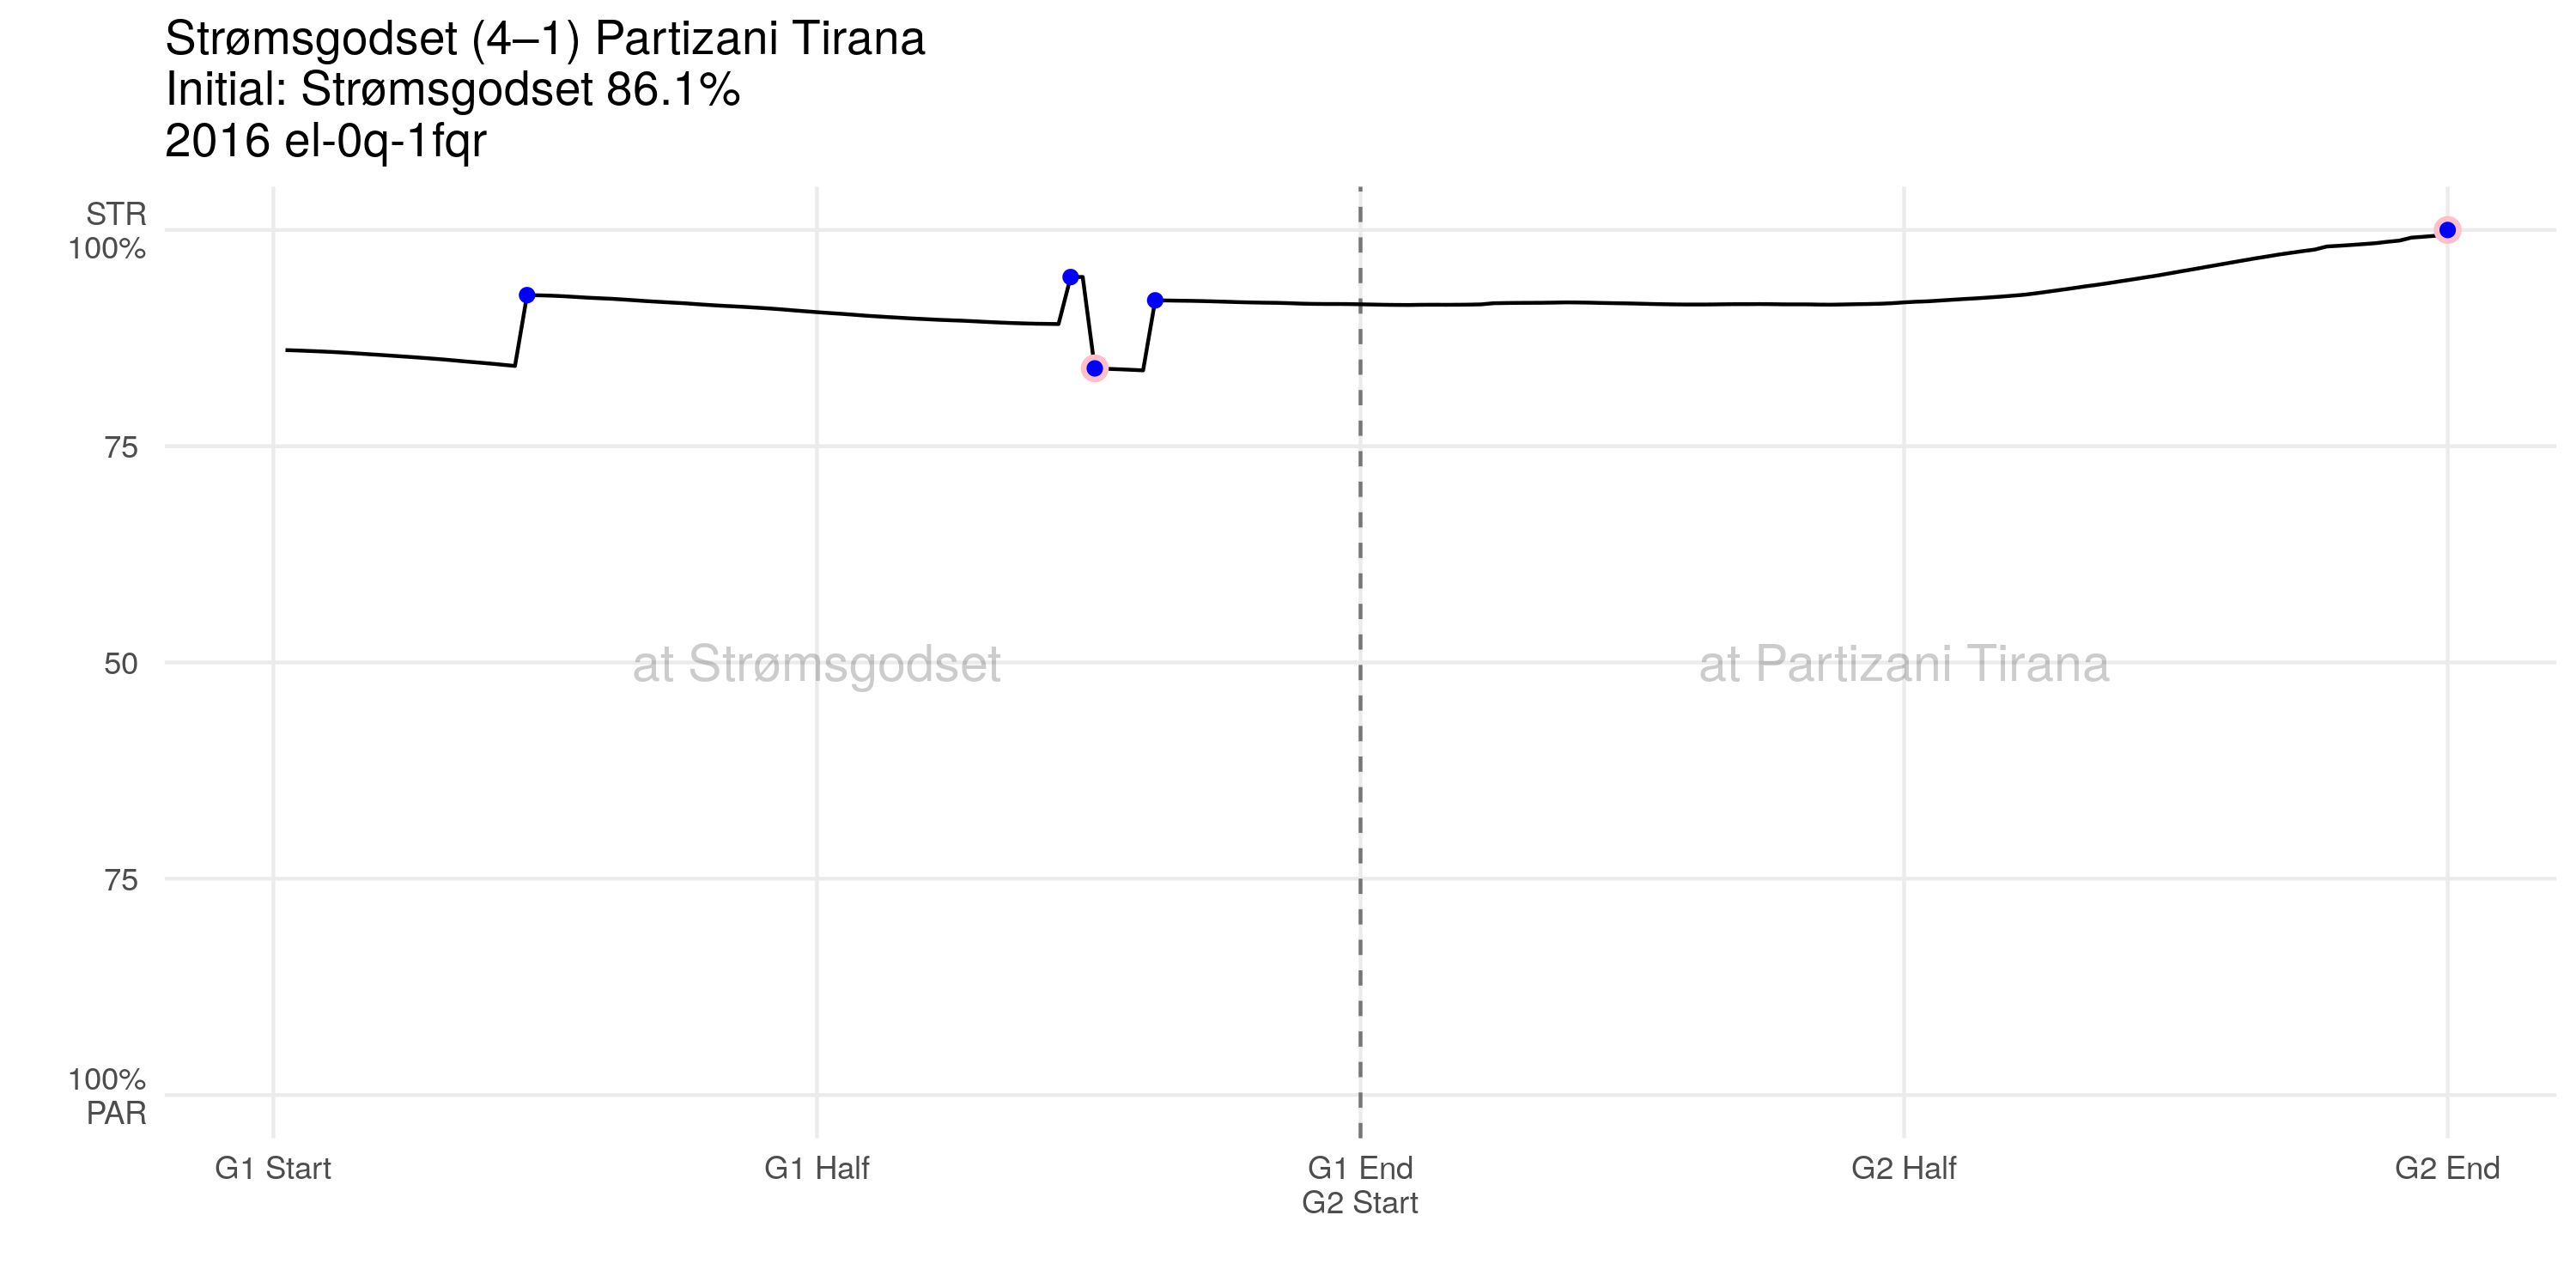 Strømsgodset (4–1) Partizani Tirana
Initial: Strømsgodset 86.1%
2016 el-0q-1fqr
STR
100%
75
50
75
100%
PAR
at Strømsgodset
at Partizani Tirana
G1 Start
G1 Half
G1 End
G2 Start
G2 Half
G2 End